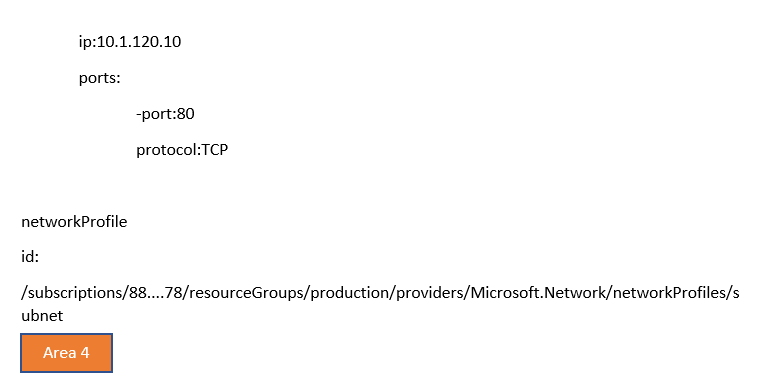 ip:10.1.120.10
ports:
-port:80
protocol:TCP
networkProfile
id:
/subscriptions/88....78/resourceGroups/production/providers/Microsoft.Network/networkProfiles/s
ubnet
Area 4